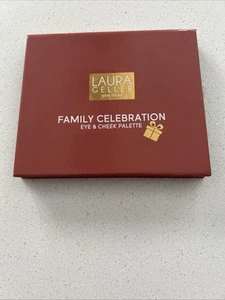 LAURA
GELLER
NEW YORK
FAMILY CELEBRATION
EYE & CHEEK PALETTE